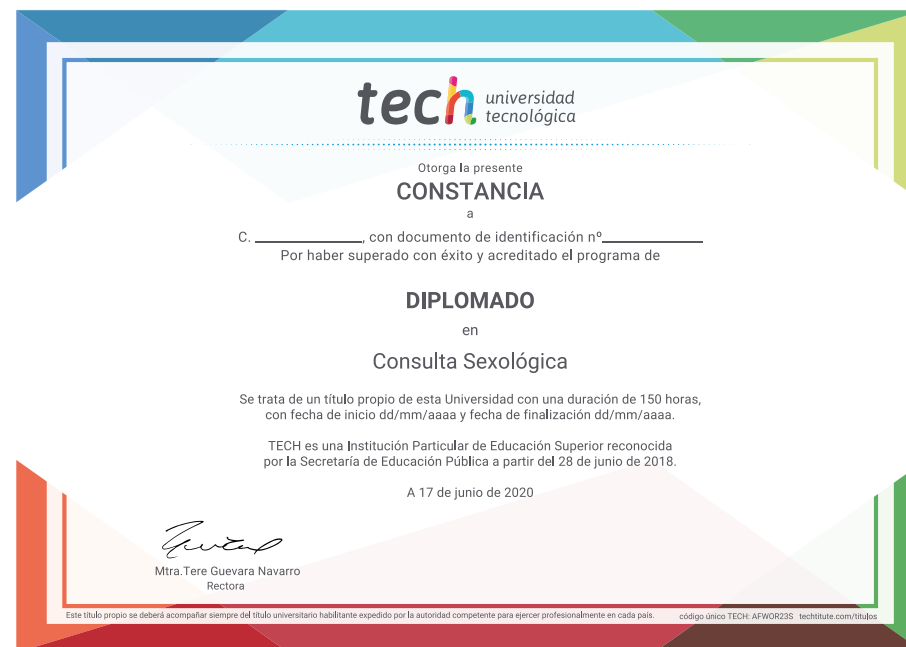 tech universidad
tecnológica
Otorga la presente
CONSTANCIA
a
C. ____________, con documento de identificación nº____________
Por haber superado con éxito y acreditado el programa de
DIPLOMADO
en
Consulta Sexológica
Se trata de un título propio de esta Universidad con una duración de 150 horas,
con fecha de inicio dd/mm/aaaa y fecha de finalización dd/mm/aaaa.
TECH es una Institución Particular de Educación Superior reconocida
por la Secretaría de Educación Pública a partir del 28 de junio de 2018.
A 17 de junio de 2020
Mtra.Tere Guevara Navarro
Rectora
Este título propio se deberá acompañar siempre del título universitario habilitante expedido por la autoridad competente para ejercer profesionalmente en cada país.
código único TECH: AFWOR23S techtitute.com/titulos